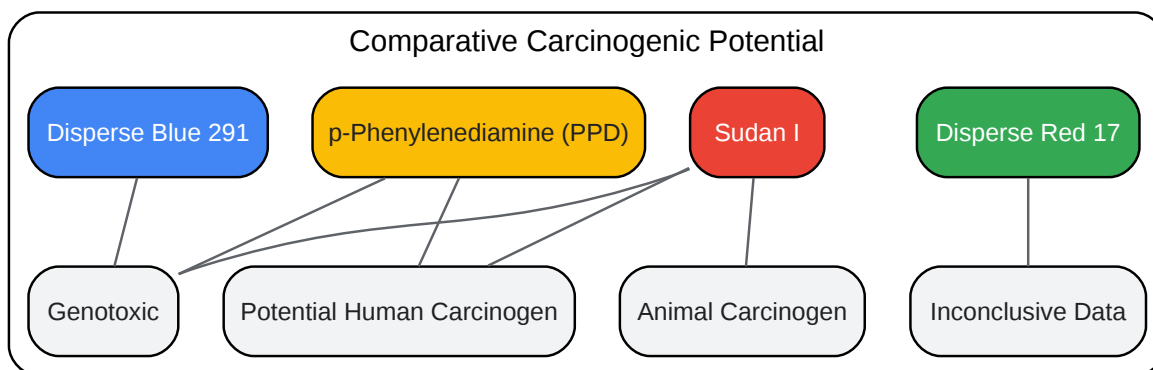 Comparative Carcinogenic Potential
Disperse Blue 291
p-Phenylenediamine (PPD)
Sudan I
Disperse Red 17
Genotoxic
Potential Human Carcinogen
Animal Carcinogen
Inconclusive Data